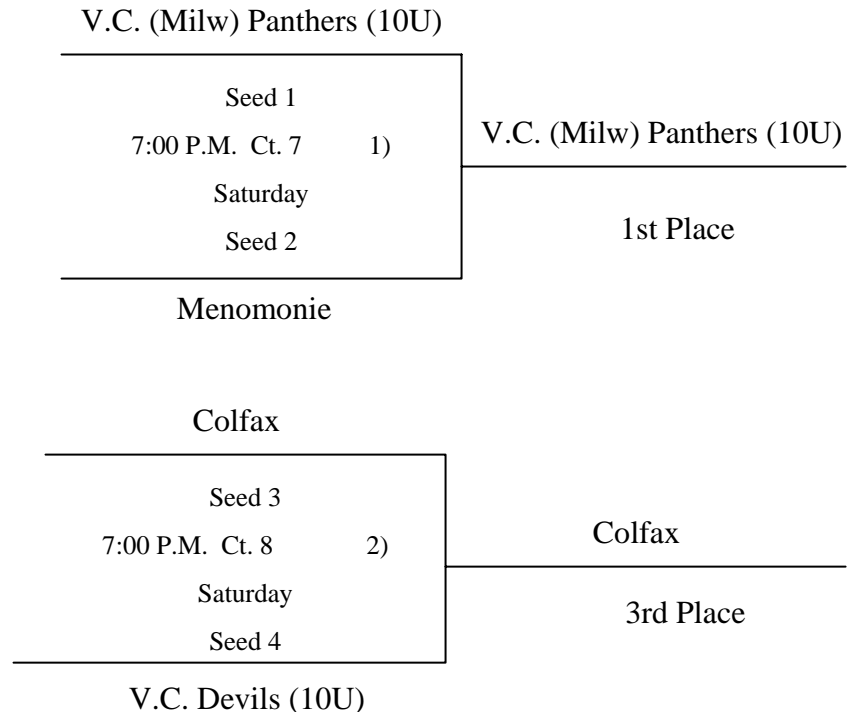 V.C. (Milw) Panthers (10U)
Seed 1
7:00 P.M. Ct. 7 1)
Saturday
Seed 2
Menomonie
V.C. (Milw) Panthers (10U)
1st Place
Colfax
Seed 3
7:00 P.M. Ct. 8 2)
Saturday
Seed 4
V.C. Devils (10U)
Colfax
3rd Place